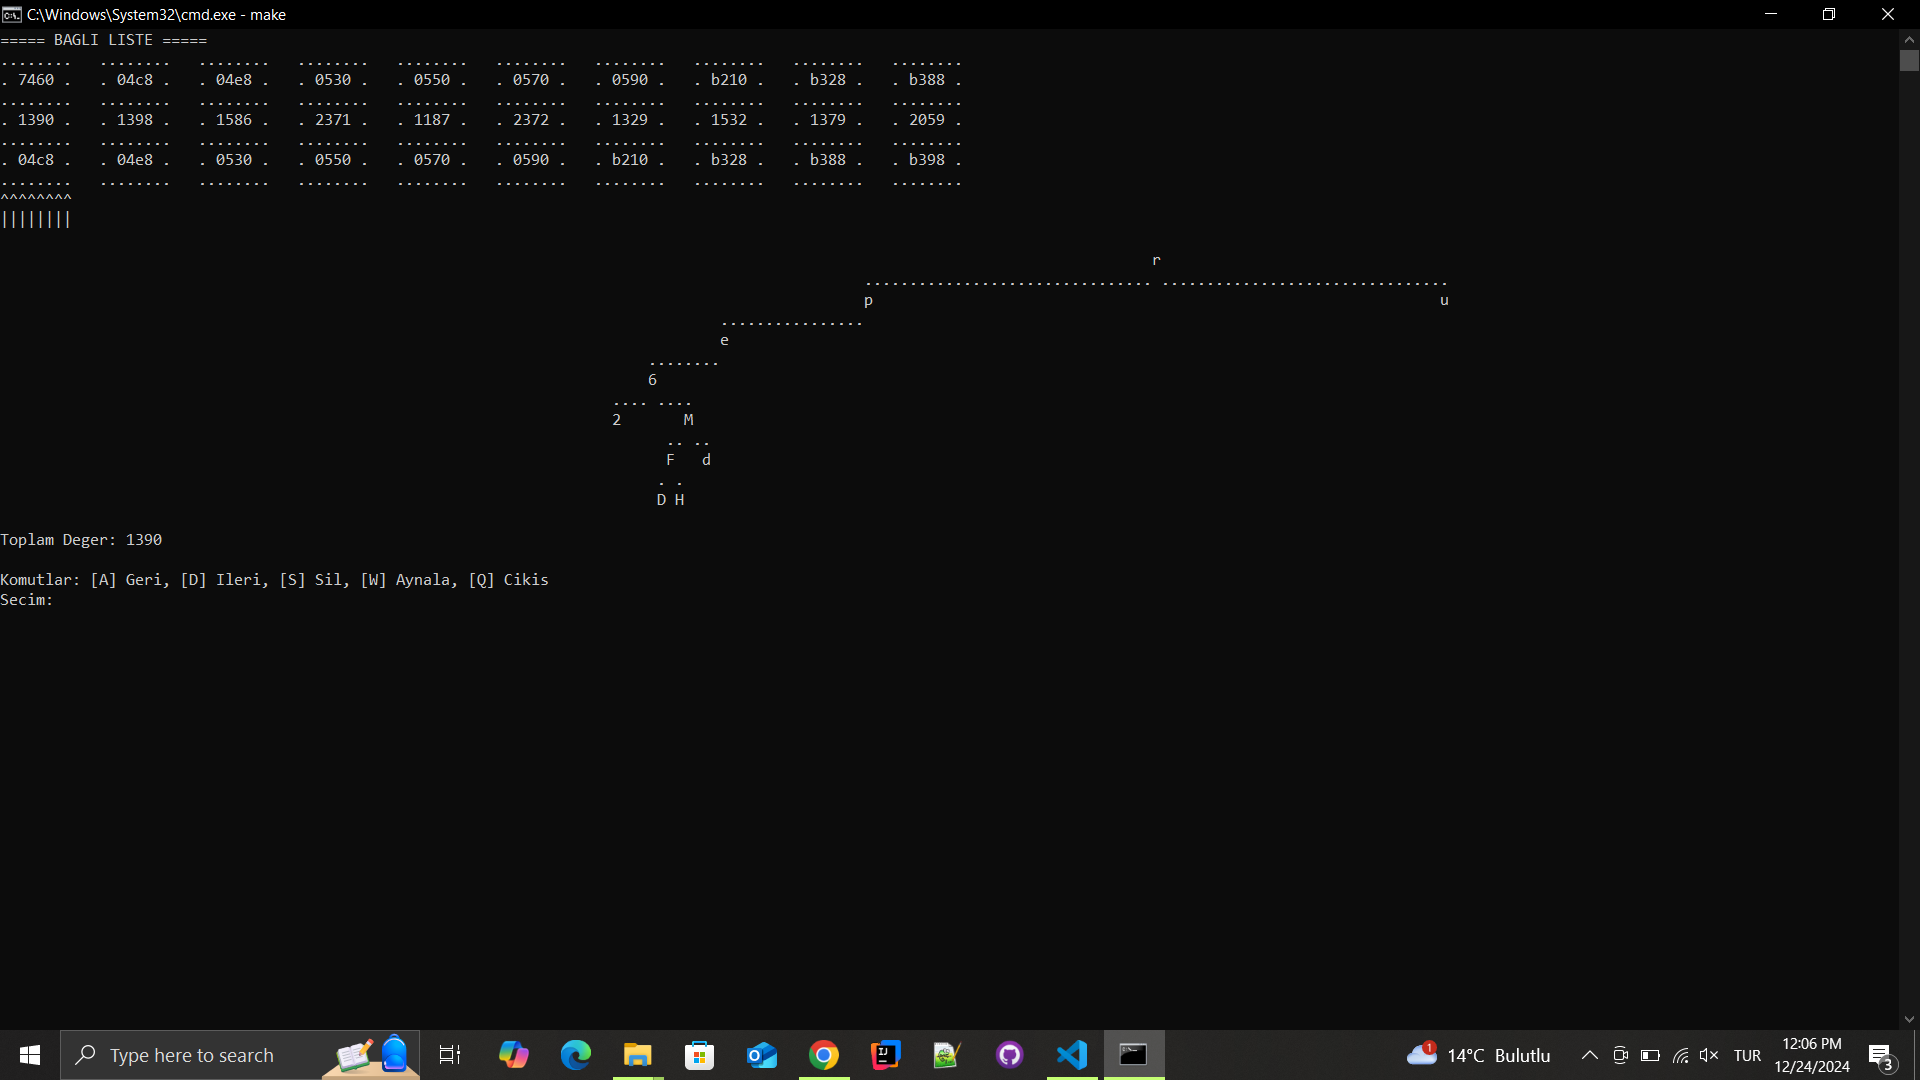 C:\Windows\System32\cmd.exe - make
===== BAGLI LISTE =====
........   ........   ........   ........   ........   ........   ........   ........   ........   ........
. 7460 .   . 04c8 .   . 04e8 .   . 0530 .   . 0550 .   . 0570 .   . 0590 .   . b210 .   . b328 .   . b388 .
........   ........   ........   ........   ........   ........   ........   ........   ........   ........
. 1390 .   . 1398 .   . 1586 .   . 2371 .   . 1187 .   . 2372 .   . 1329 .   . 1532 .   . 1379 .   . 2059 .
........   ........   ........   ........   ........   ........   ........   ........   ........   ........
. 04c8 .   . 04e8 .   . 0530 .   . 0550 .   . 0570 .   . 0590 .   . b210 .   . b328 .   . b388 .   . b398 .
........   ........   ........   ........   ........   ........   ........   ........   ........   ........
^^^^^^^^
||||||||
r
................................ ................................
p u
................
e
........
6
.... ....
2 M
.. ..
F d
. .
D H
Toplam Deger: 1390
Komutlar: [A] Geri, [D] Ileri, [S] Sil, [W] Aynala, [Q] Cikis
Secim:
Type here to search
1
14°C Bulutlu
TUR
12:06 PM
12/24/2024
3